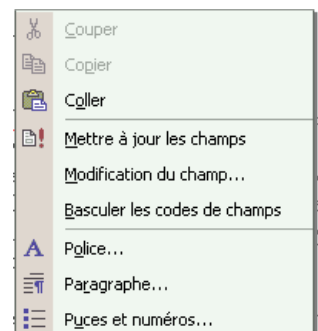 Couper
Copier
Coller
Mettre à jour les champs
Modification du champ...
Basculer les codes de champs
Police...
Paragraphe...
Puces et numéros...